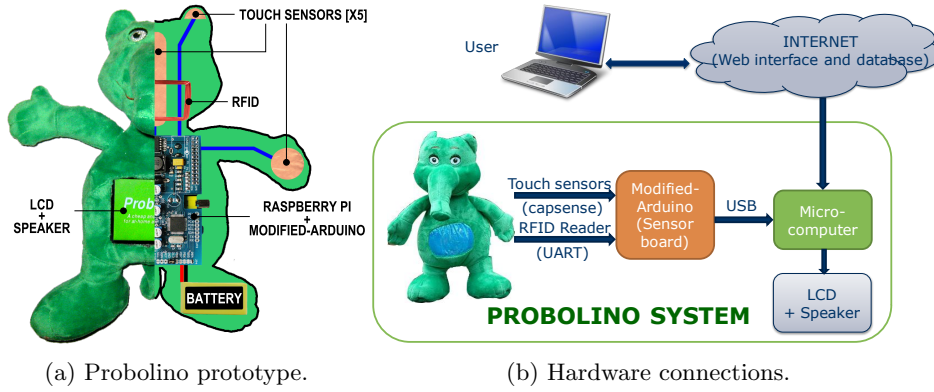 TOUCH SENSORS [X5]
RFID
LCD
+
SPEAKER
Prob
RASPBERRY PI
+
MODIFIED-ARDUINO
BATTERY
(a) Probolino prototype.
User
INTERNET
(Web interface and database)
Touch sensors
(capsense)
RFID Reader
(UART)
Modified-
Arduino
(Sensor
board)
USB
Micro-
computer
LCD
+ Speaker
PROBOLINO SYSTEM
(b) Hardware connections.